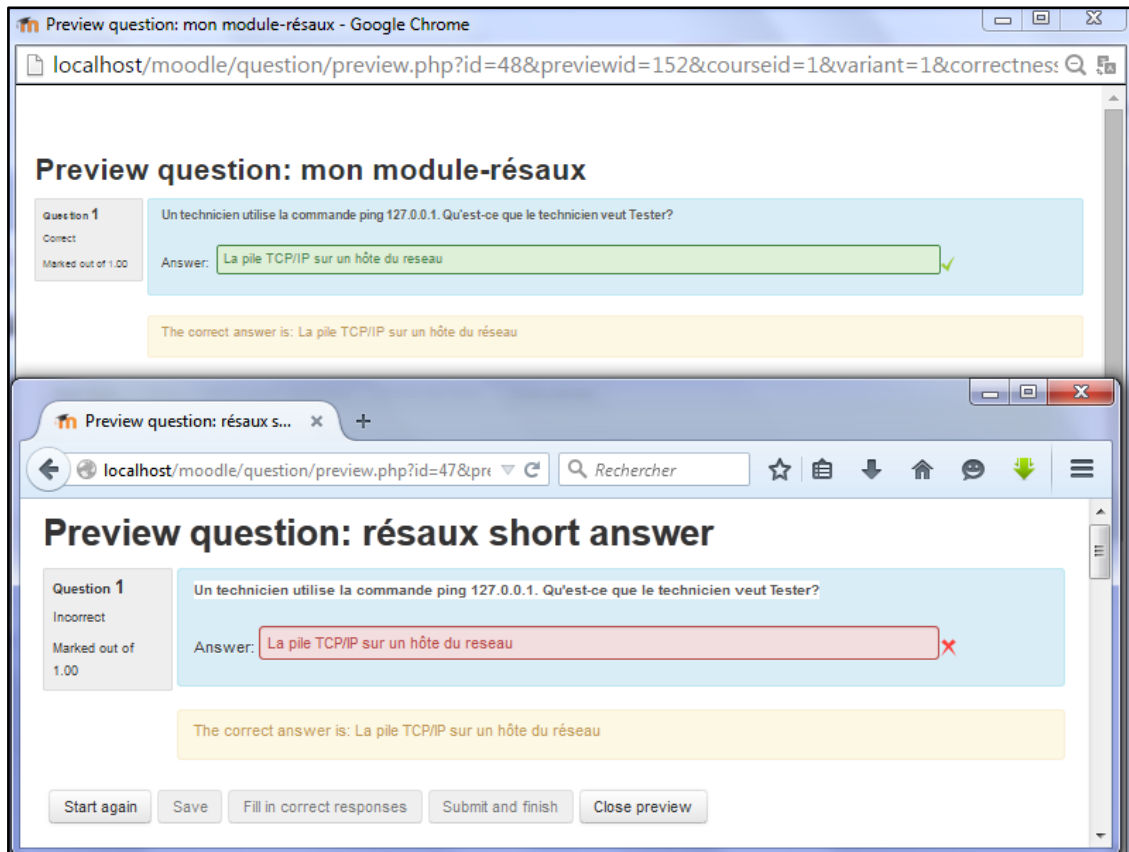 Preview question: mon module-résaux - Google Chrome
localhost/moodle/question/preview.php?id=48&previewid=152&courseid=1&variant=1&correctness
Preview question: mon module-résaux
Question 1
Correct
Marked out of 1.00
Un technicien utilise la commande ping 127.0.0.1. Qu'est-ce que le technicien veut Tester?
Answer: La pile TCP/IP sur un hôte du reseau
The correct answer is: La pile TCP/IP sur un hôte du réseau
Preview question: résaux s...
localhost/moodle/question/preview.php?id=47&pre
Rechercher
Preview question: résaux short answer
Question 1
Incorrect
Marked out of
1.00
Un technicien utilise la commande ping 127.0.0.1. Qu'est-ce que le technicien veut Tester?
Answer: La pile TCP/IP sur un hôte du reseau
The correct answer is: La pile TCP/IP sur un hôte du réseau
Start again Save Fill in correct responses Submit and finish Close preview